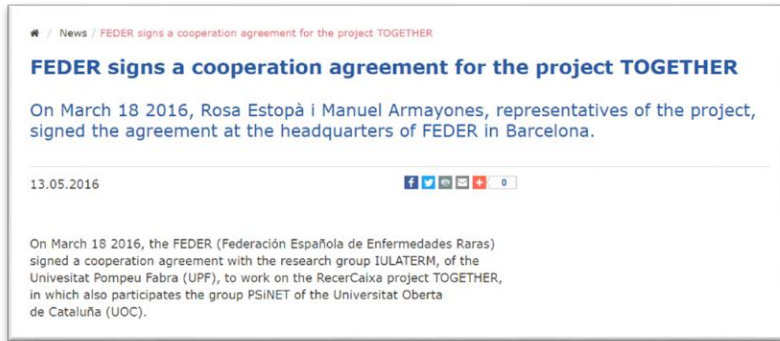 / News / FEDER signs a cooperation agreement for the project TOGETHER
FEDER signs a cooperation agreement for the project TOGETHER
On March 18 2016, Rosa Estopà i Manuel Armayones, representatives of the project,
signed the agreement at the headquarters of FEDER in Barcelona.
13.05.2016
0
On March 18 2016, the FEDER (Federación Española de Enfermedades Raras)
signed a cooperation agreement with the research group IULATERM, of the
Univesitat Pompeu Fabra (UPF), to work on the RecerCaixa project TOGETHER,
in which also participates the group PSiNET of the Universitat Oberta
de Cataluña (UOC).